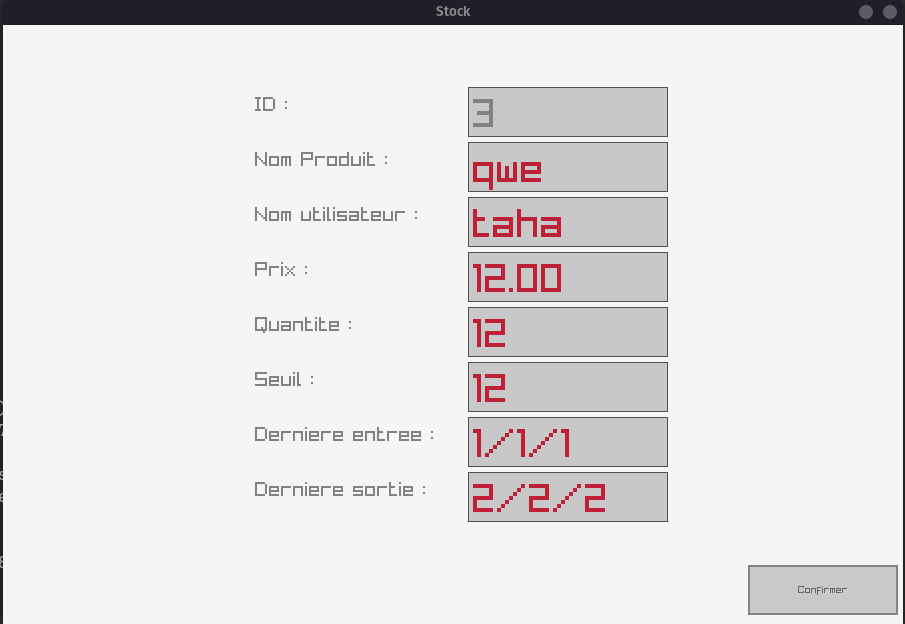 Stock
ID : 3
Nom Produit : qwe
Nom utilisateur : taha
Prix : 12.00
Quantite : 12
Seuil : 12
Derniere entree : 1/1/1
Derniere sortie : 2/2/2
Confirmer